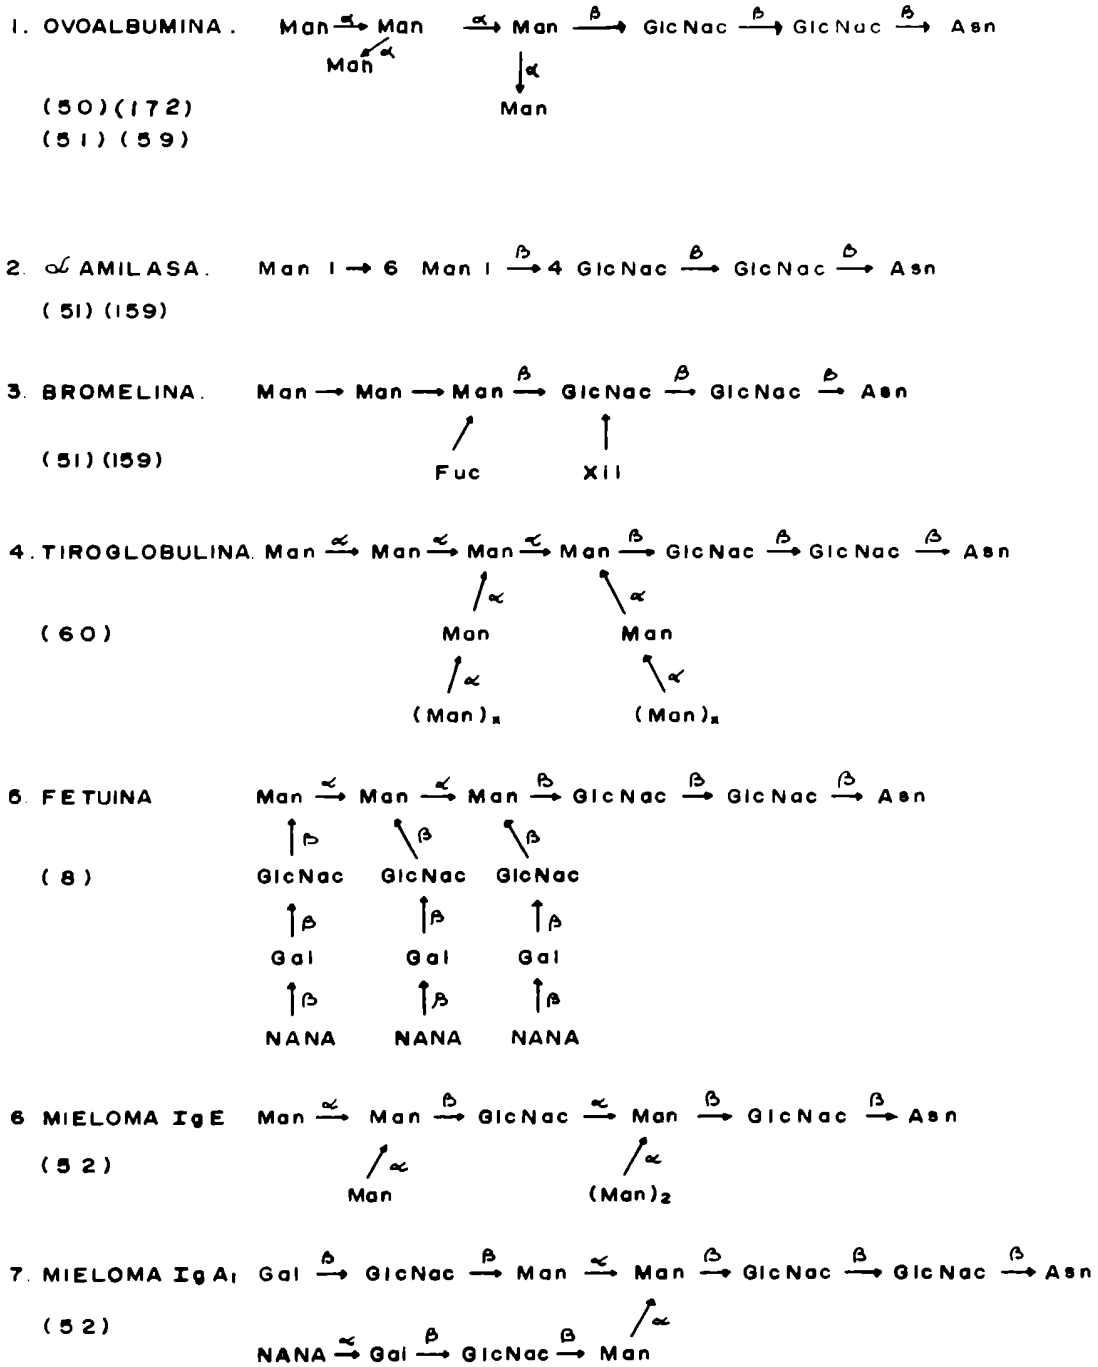 1. OVOALBUMINA. Man α→ Man α→ Man β→ GlcNac β→ GlcNac β→ Asn
Man α α
(50)(172) Man
(51) (59)
2. α AMILASA. Man 1 → 6 Man 1 β→ 4 GlcNac β→ GlcNac β→ Asn
(51) (159)
3. BROMELINA. Man → Man → Man β→ GlcNac β→ GlcNac β→ Asn
(51) (159) Fuc Xil
4. TIROGLOBULINA. Man α→ Man α→ Man α→ Man β→ GlcNac β→ GlcNac β→ Asn
α α
(60) Man Man
α α
(Man)x (Man)x
5. FETUINA Man α→ Man α→ Man β→ GlcNac β→ GlcNac β→ Asn
β β β
(8) GlcNac GlcNac GlcNac
β β β
Gal Gal Gal
β β β
NANA NANA NANA
6 MIELOMA IgE Man α→ Man β→ GlcNac α→ Man β→ GlcNac β→ Asn
(52) α α
Man (Man)2
7. MIELOMA IgA1 Gal β→ GlcNac β→ Man α→ Man β→ GlcNac β→ GlcNac β→ Asn
(52) α
NANA α→ Gal β→ GlcNac β→ Man